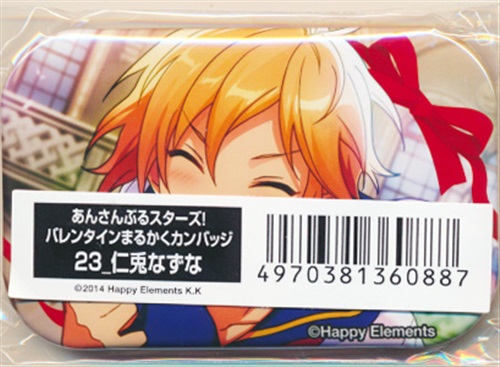 あんさんぶるスターズ!
バレンタインまるかくカンバッジ
23_仁兎なずな
©2014 Happy Elements K.K
4970381360887
©Happy Elements